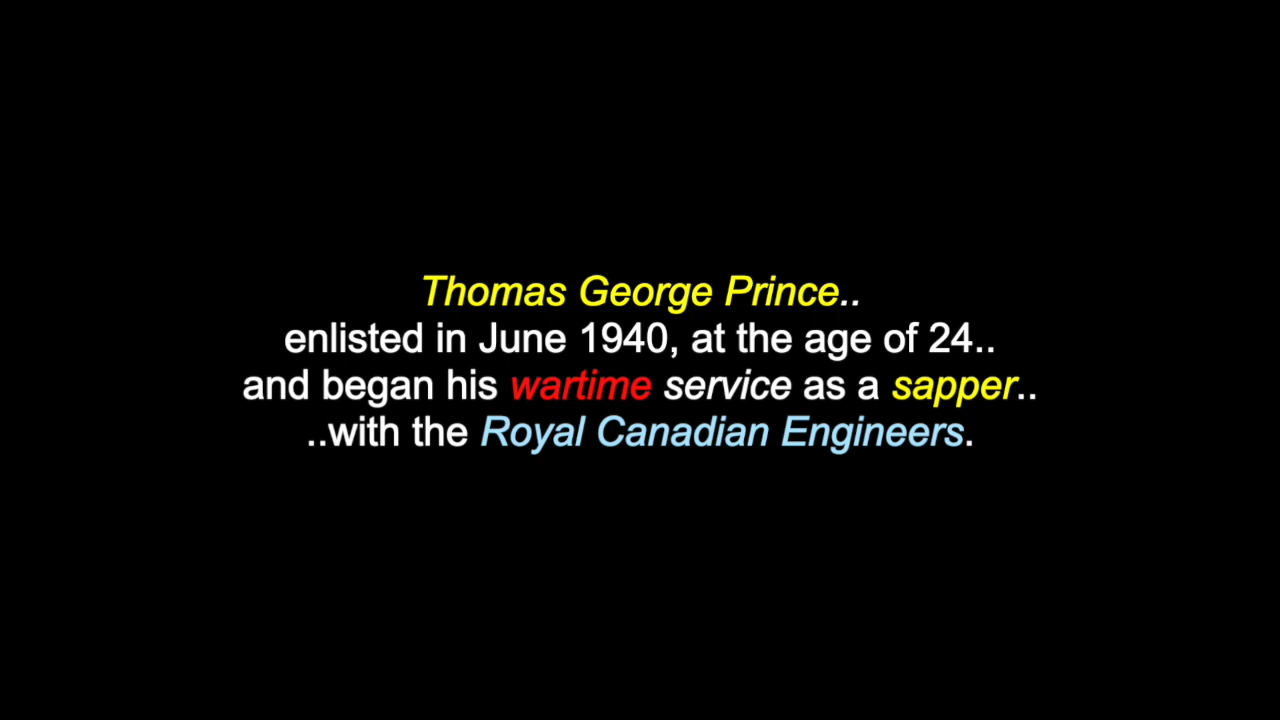 Thomas George Prince..
enlisted in June 1940, at the age of 24..
and began his wartime service as a sapper..
..with the Royal Canadian Engineers.